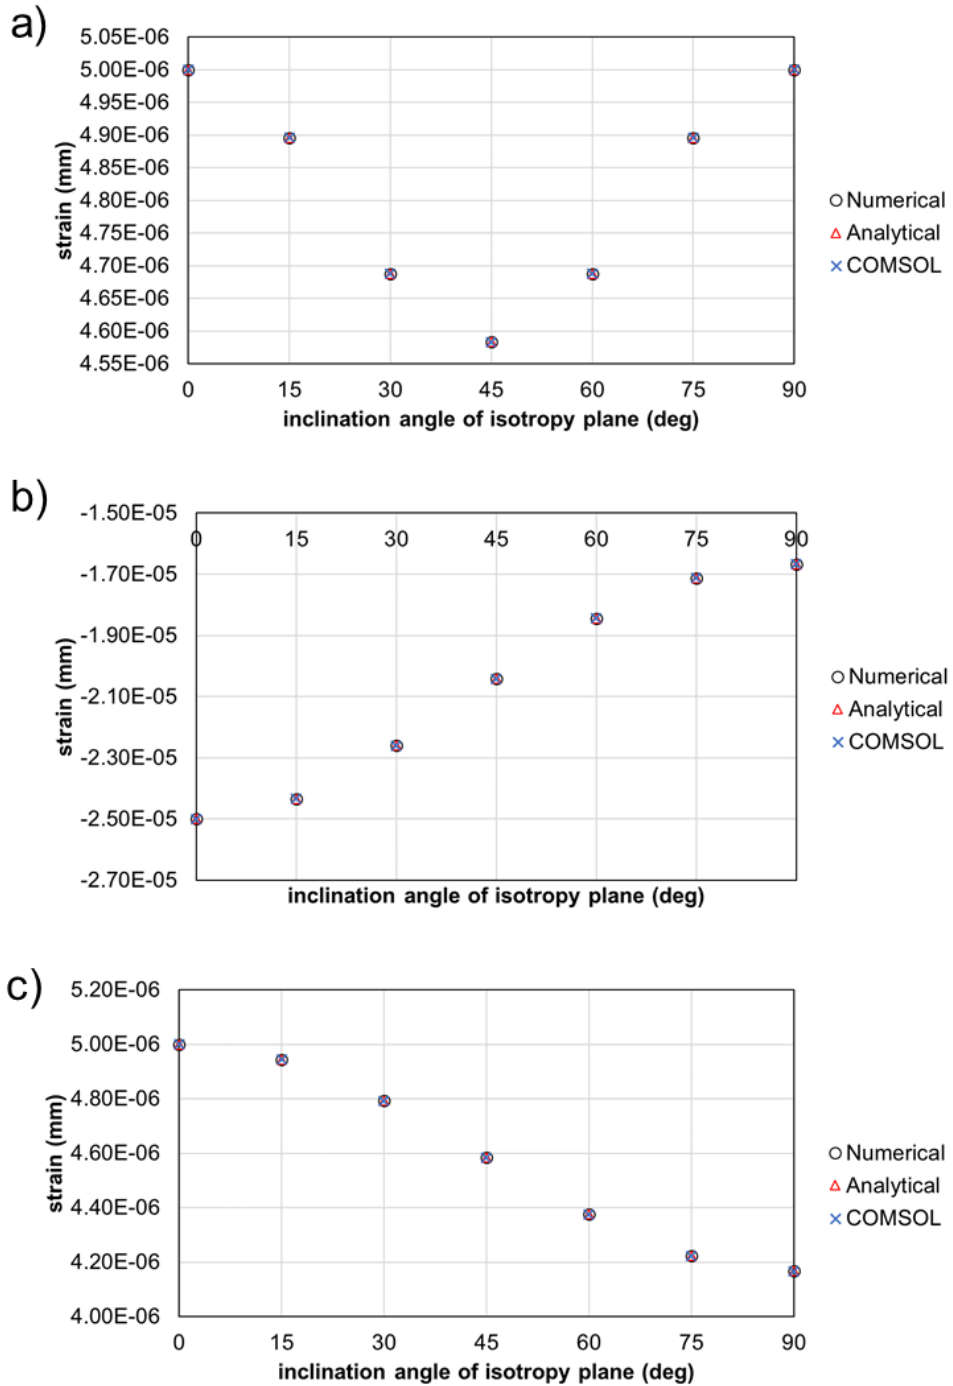 a)
5.05E-06
5.00E-06
4.95E-06
4.90E-06
4.85E-06
4.80E-06
4.75E-06
4.70E-06
4.65E-06
4.60E-06
4.55E-06
strain (mm)
0 15 30 45 60 75 90
inclination angle of isotropy plane (deg)
Numerical
Analytical
COMSOL
b)
-1.50E-05
-1.70E-05
-1.90E-05
-2.10E-05
-2.30E-05
-2.50E-05
-2.70E-05
strain (mm)
0 15 30 45 60 75 90
inclination angle of isotropy plane (deg)
Numerical
Analytical
COMSOL
c)
5.20E-06
5.00E-06
4.80E-06
4.60E-06
4.40E-06
4.20E-06
4.00E-06
strain (mm)
0 15 30 45 60 75 90
inclination angle of isotropy plane (deg)
Numerical
Analytical
COMSOL